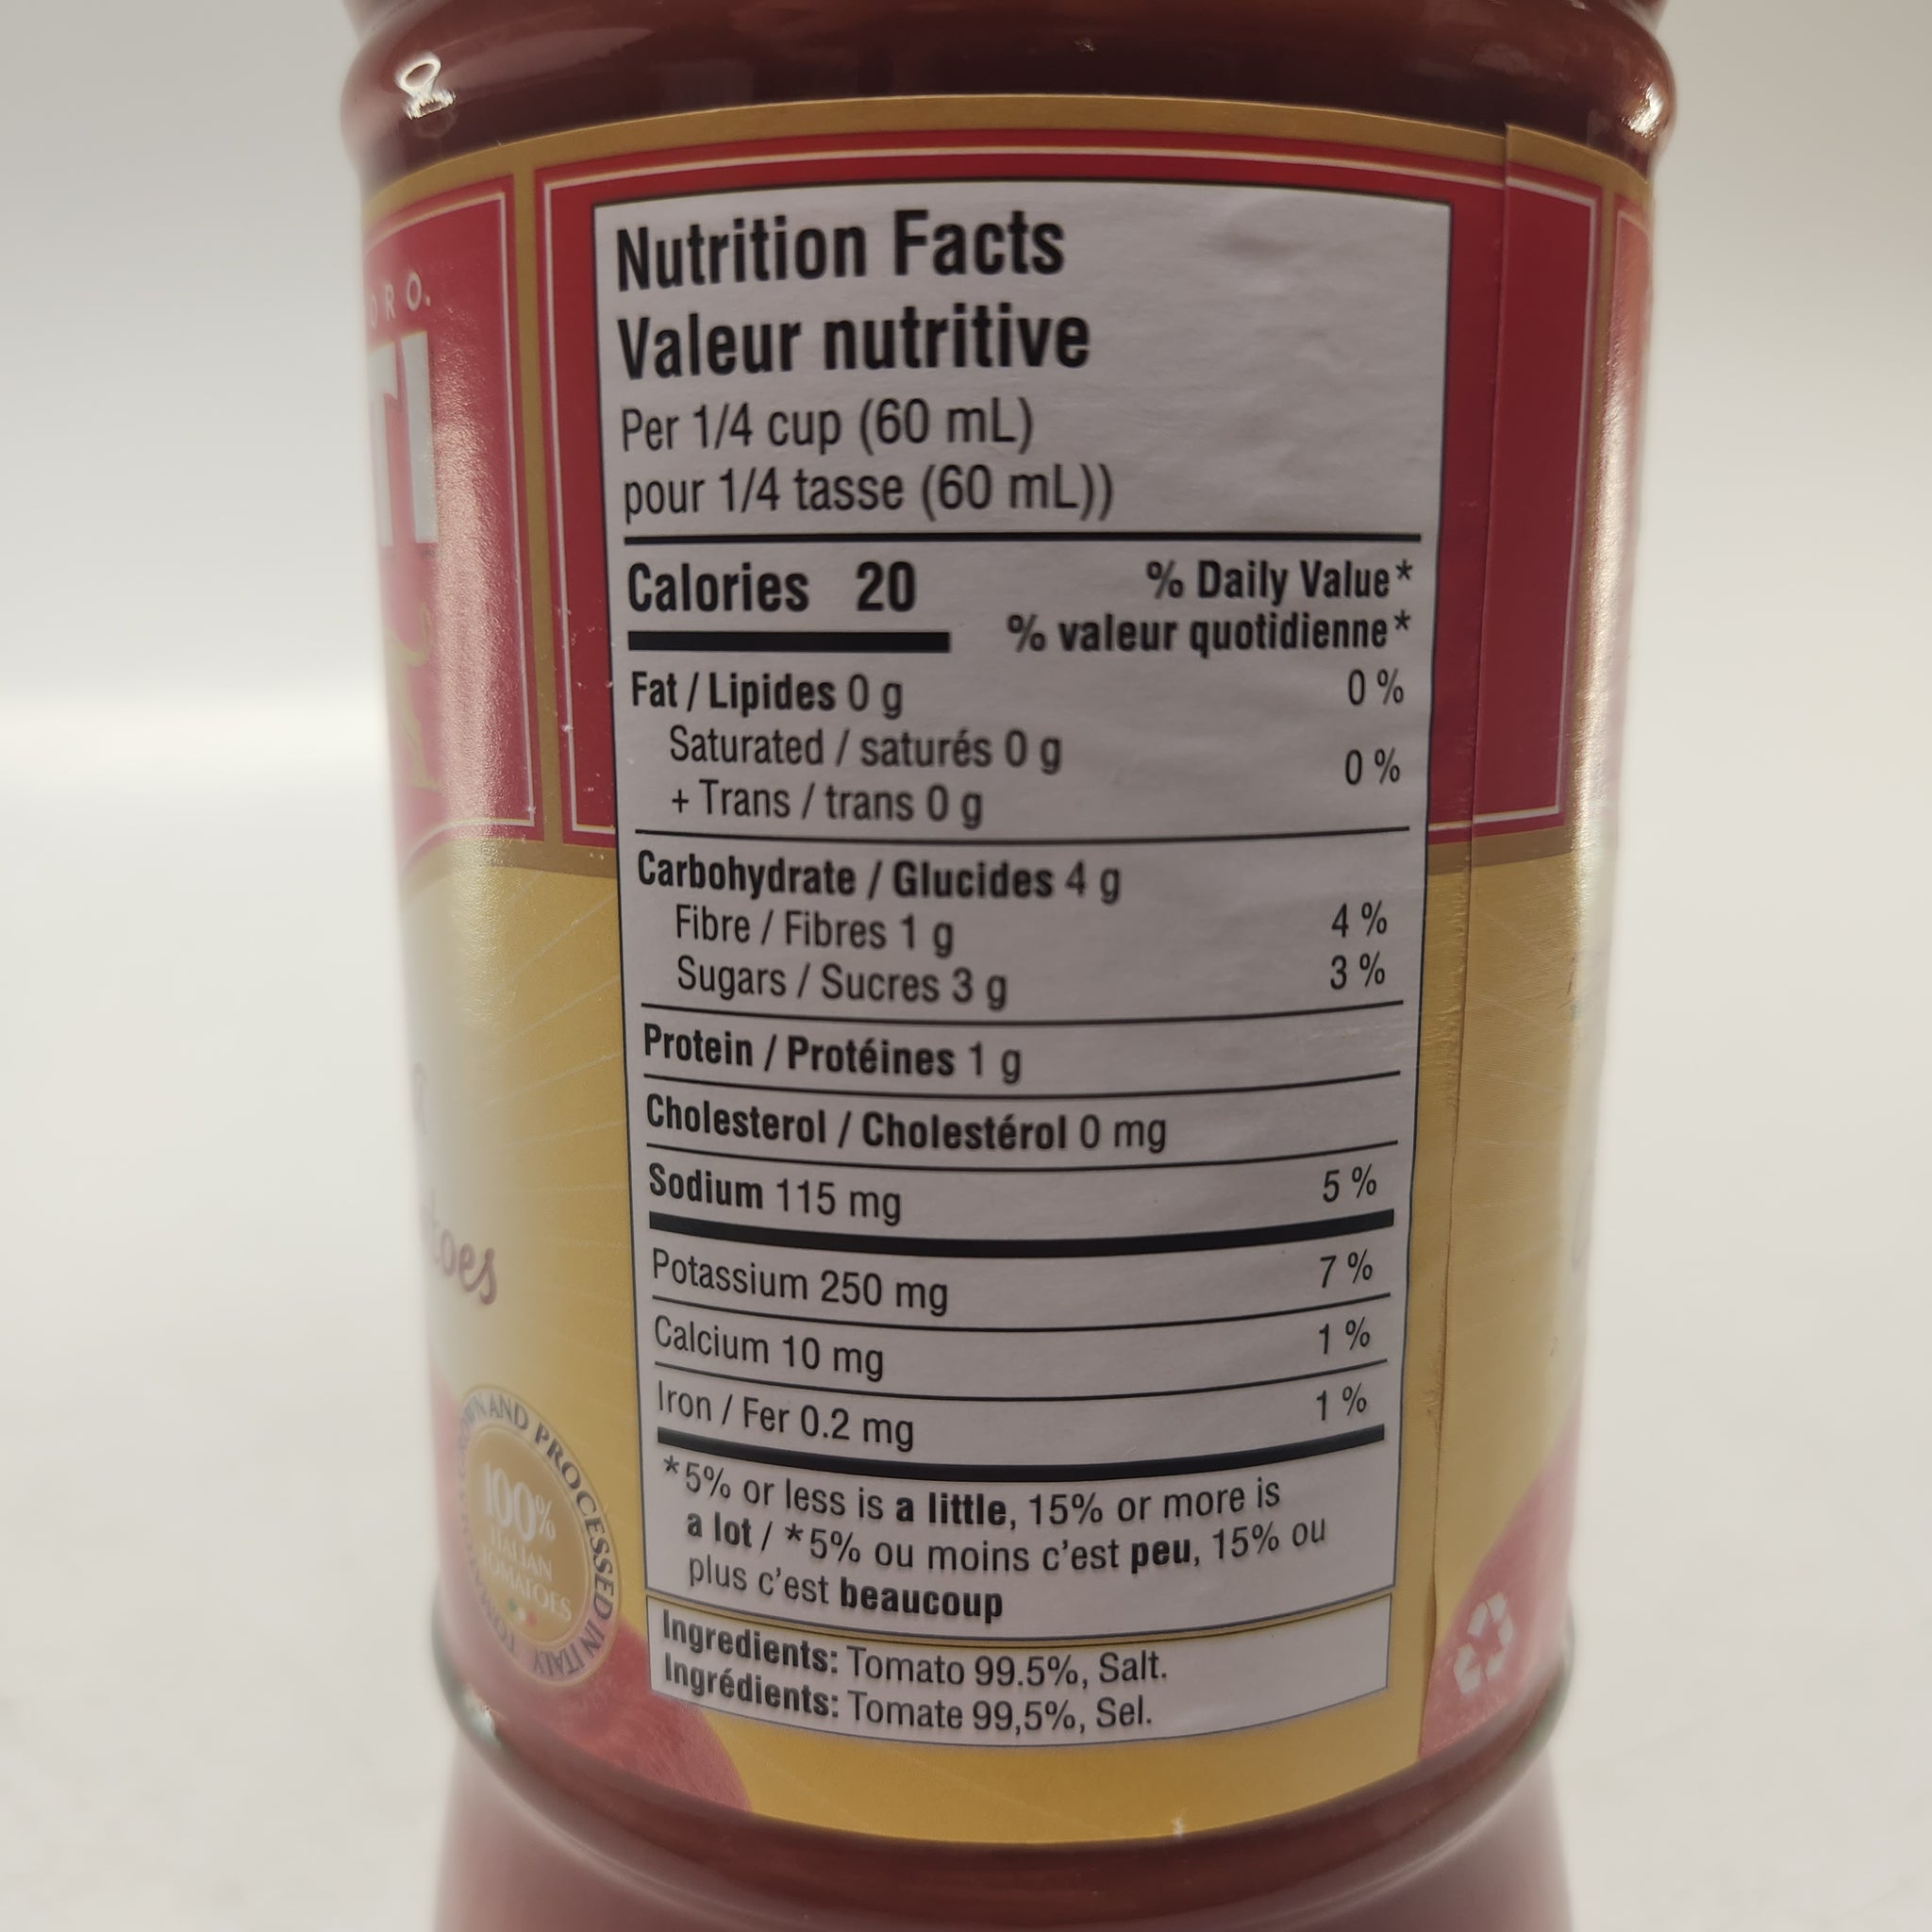 ORO.
TI
Nutrition Facts
Valeur nutritive
Per 1/4 cup (60 mL)
pour 1/4 tasse (60 mL))
Calories 20
% Daily Value*
% valeur quotidienne*
Fat / Lipides 0 g 0 %
Saturated / saturés 0 g
+ Trans / trans 0 g
0 %
Carbohydrate / Glucides 4 g
Fibre / Fibres 1 g 4 %
Sugars / Sucres 3 g 3 %
Protein / Protéines 1 g
Cholesterol / Cholestérol 0 mg
Sodium 115 mg 5 %
Potassium 250 mg 7 %
Calcium 10 mg 1 %
Iron / Fer 0.2 mg 1 %
*5% or less is a little, 15% or more is
a lot / *5% ou moins c'est peu, 15% ou
plus c'est beaucoup
Ingredients: Tomato 99.5%, Salt.
Ingrédients: Tomate 99,5%, Sel.
toes
AND PROCESSED IN ITALY
100%
ITALIAN
TOMATOES